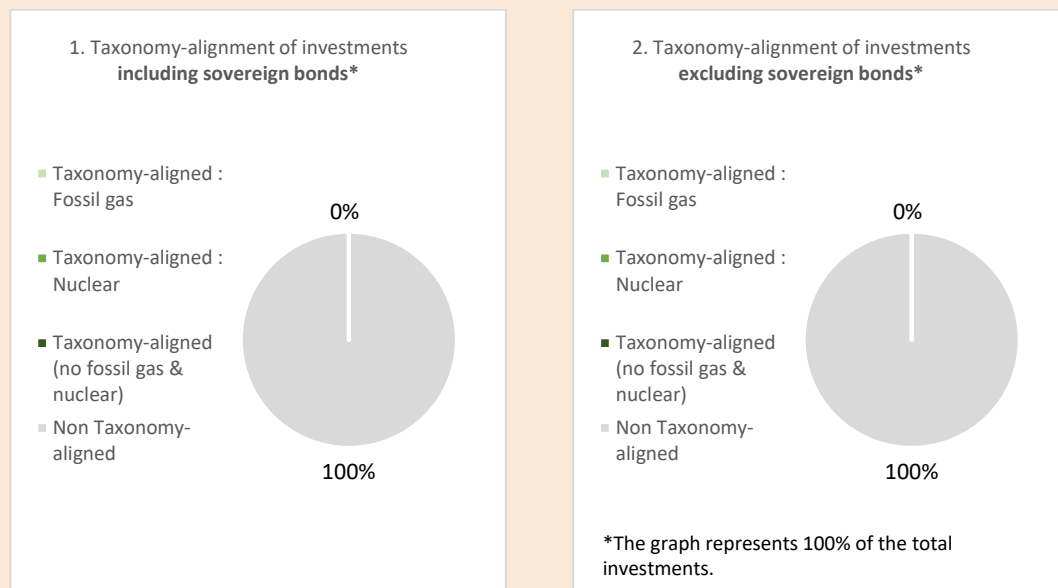 1. Taxonomy-alignment of investments
including sovereign bonds*
Taxonomy-aligned :
Fossil gas
Taxonomy-aligned :
Nuclear
Taxonomy-aligned
(no fossil gas &
nuclear)
Non Taxonomy-
aligned
0%
100%
2. Taxonomy-alignment of investments
excluding sovereign bonds*
Taxonomy-aligned :
Fossil gas
Taxonomy-aligned :
Nuclear
Taxonomy-aligned
(no fossil gas &
nuclear)
Non Taxonomy-
aligned
0%
100%
*The graph represents 100% of the total
investments.